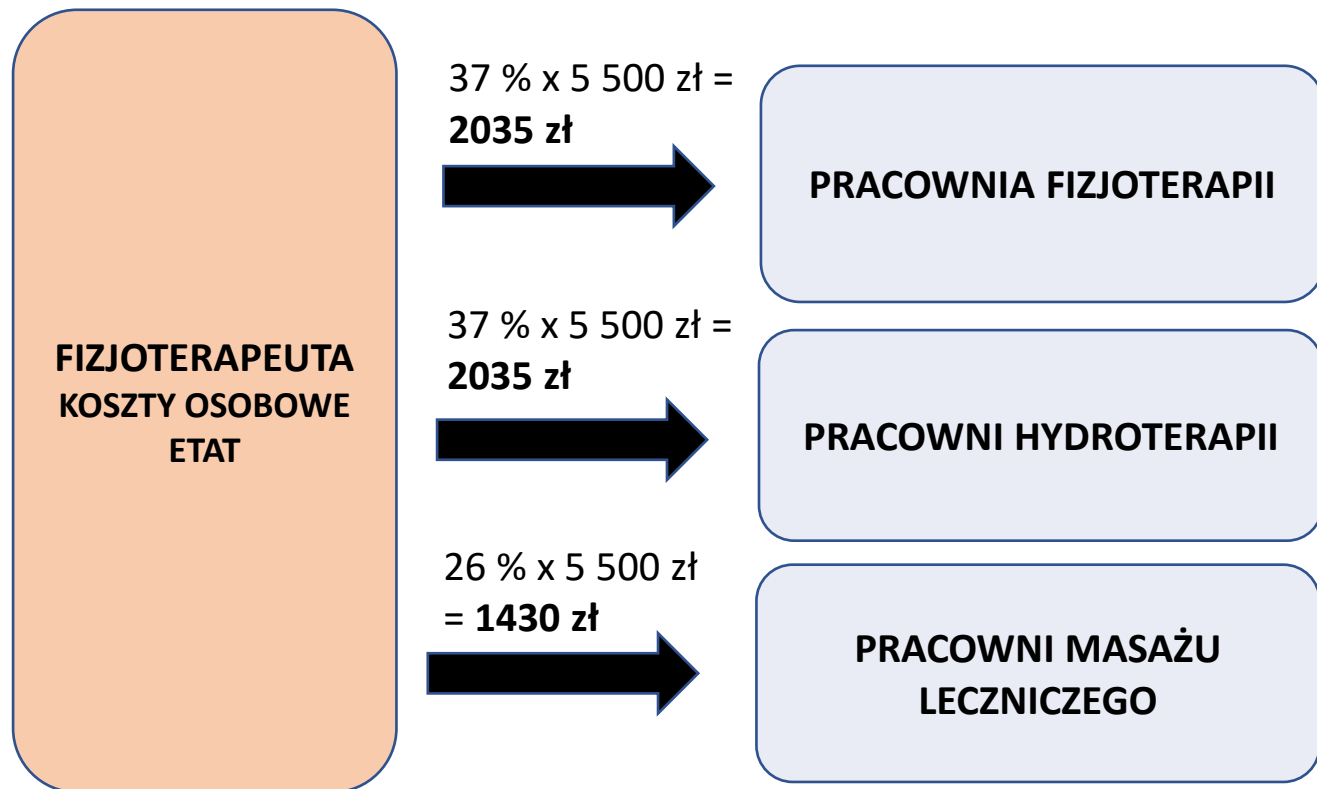 FIZJOTERAPEUTA
KOSZTY OSOBOWE
ETAT
37 % x 5 500 zł =
2035 zł
PRACOWNIA FIZJOTERAPII
37 % x 5 500 zł =
2035 zł
PRACOWNI HYDROTERAPII
26 % x 5 500 zł
= 1430 zł
PRACOWNI MASAŻU
LECZNICZEGO